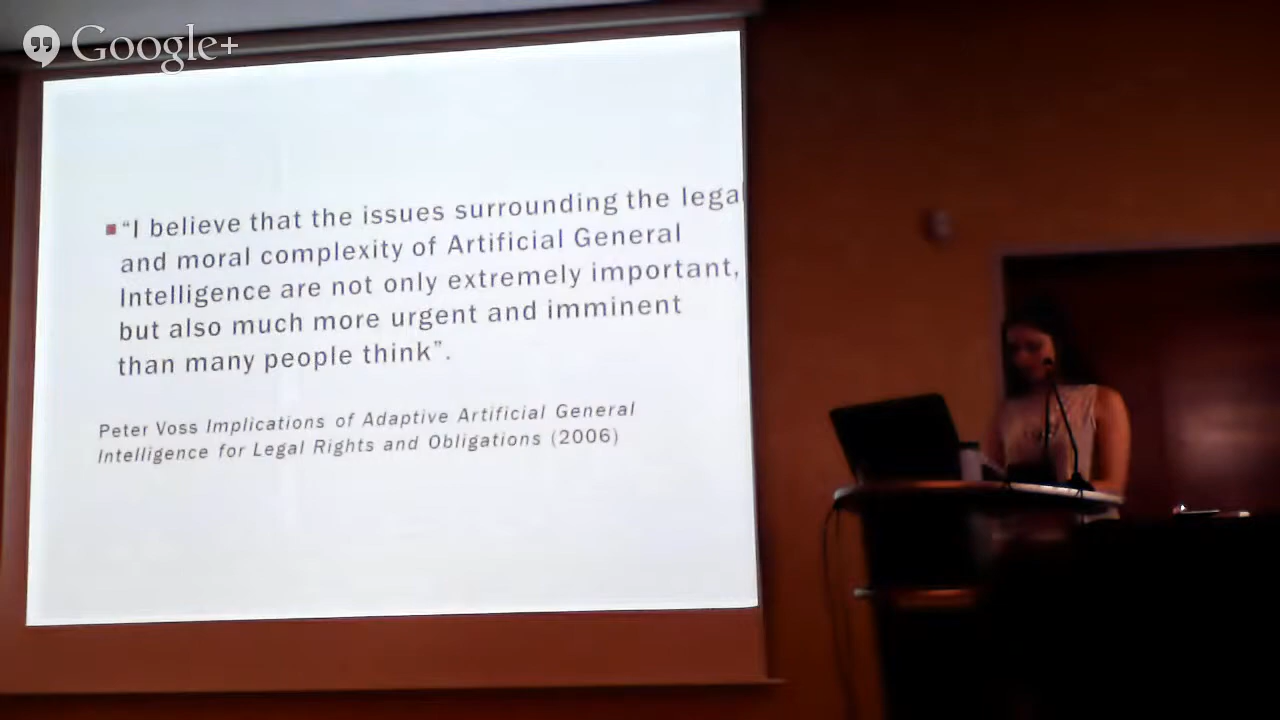 Google+
“I believe that the issues surrounding the legal
and moral complexity of Artificial General
Intelligence are not only extremely important,
but also much more urgent and imminent
than many people think”.
Peter Voss Implications of Adaptive Artificial General
Intelligence for Legal Rights and Obligations (2006)